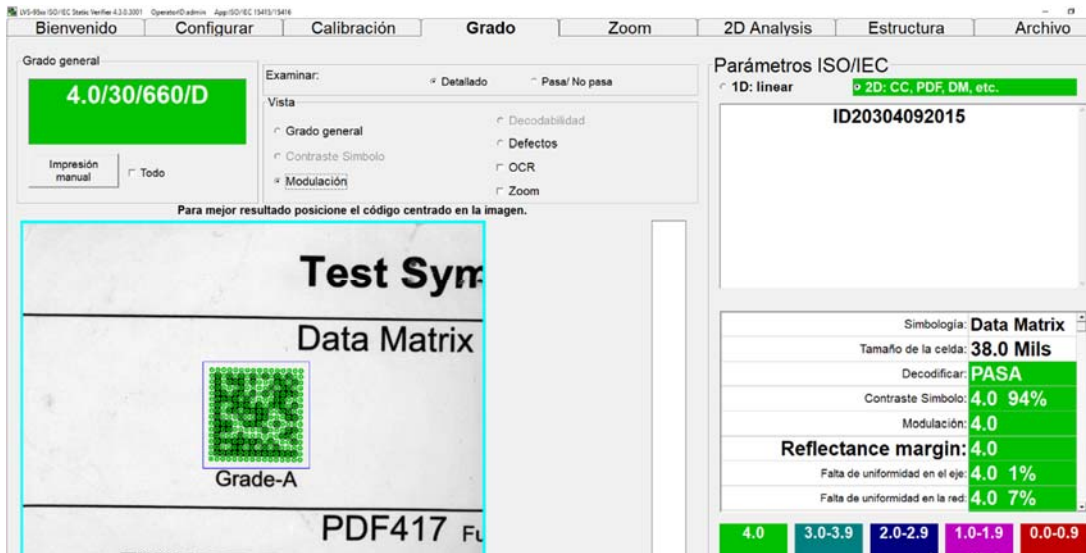 LVS-95xx ISO/IEC Static Verifier 4.3.0.3001 OperatorID:admin App:ISO/IEC 15415/15416
Bienvenido Configurar Calibración Grado Zoom 2D Analysis Estructura Archivo
Grado general
4.0/30/660/D
Impresión manual
Todo
Examinar:
Detallado
Pasa/ No pasa
Vista
Grado general
Contraste Simbolo
Modulación
Decodabilidad
Defectos
OCR
Zoom
Parámetros ISO/IEC
1D: linear
2D: CC, PDF, DM, etc.
ID20304092015
Para mejor resultado posicione el código centrado en la imagen.
Test Sym
Data Matrix
Grade-A
PDF417 Fu
Simbología: Data Matrix
Tamaño de la celda: 38.0 Mils
Decodificar: PASA
Contraste Simbolo: 4.0 94%
Modulación: 4.0
Reflectance margin: 4.0
Falta de uniformidad en el eje: 4.0 1%
Falta de uniformidad en la red: 4.0 7%
4.0 3.0-3.9 2.0-2.9 1.0-1.9 0.0-0.9